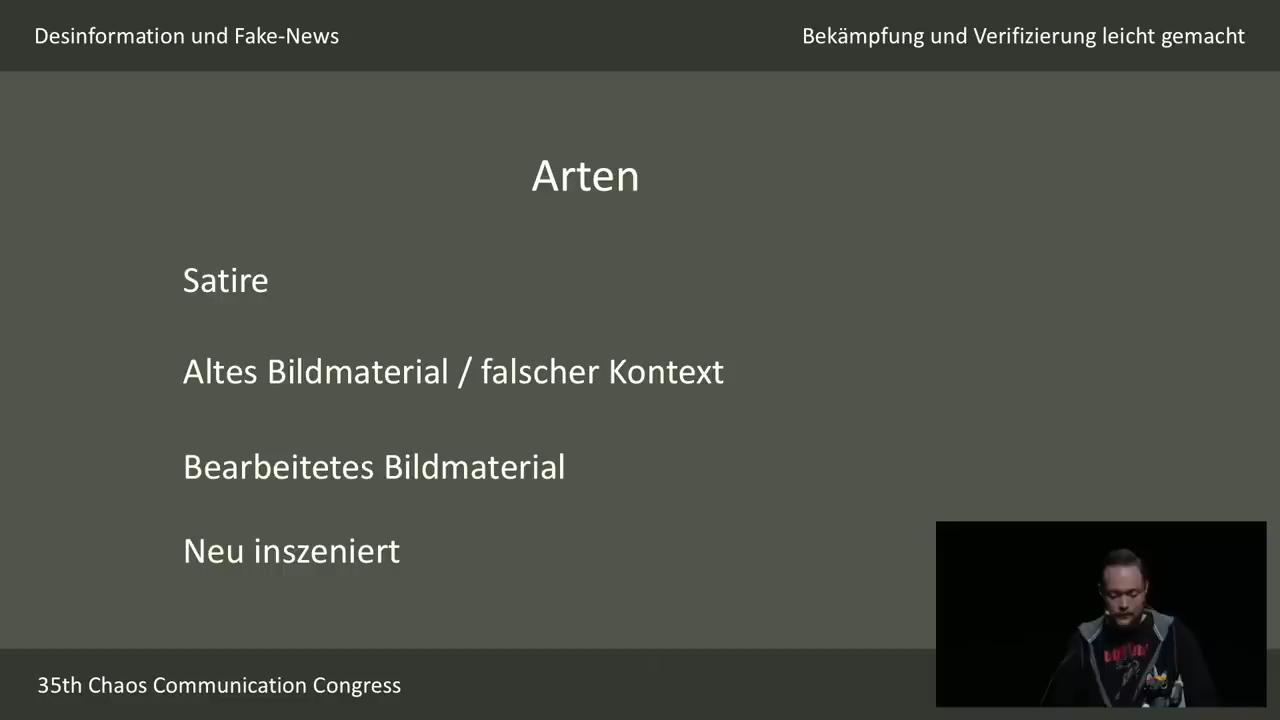 Desinformation und Fake-News
Bekämpfung und Verifizierung leicht gemacht
Arten
Satire
Altes Bildmaterial / falscher Kontext
Bearbeitetes Bildmaterial
Neu inszeniert
35th Chaos Communication Congress